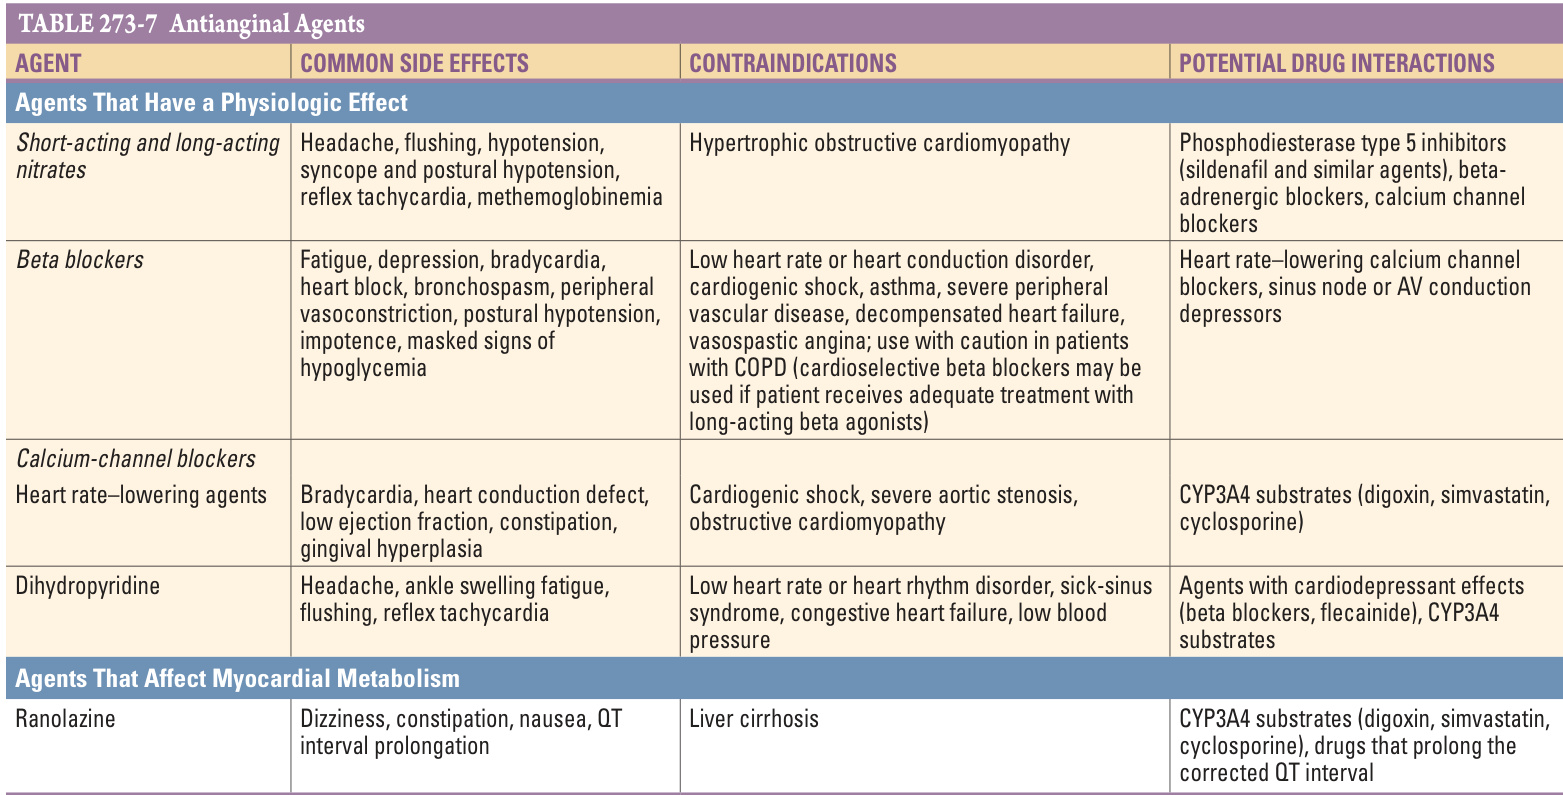 TABLE 273-7 Antianginal Agents
AGENT
COMMON SIDE EFFECTS
CONTRAINDICATIONS
POTENTIAL DRUG INTERACTIONS
Agents That Have a Physiologic Effect
Short-acting and long-acting
nitrates
Headache, flushing, hypotension,
syncope and postural hypotension,
reflex tachycardia, methemoglobinemia
Hypertrophic obstructive cardiomyopathy
Phosphodiesterase type 5 inhibitors
(sildenafil and similar agents), beta-
adrenergic blockers, calcium channel
blockers
Beta blockers
Fatigue, depression, bradycardia,
heart block, bronchospasm, peripheral
vasoconstriction, postural hypotension,
impotence, masked signs of
hypoglycemia
Low heart rate or heart conduction disorder,
cardiogenic shock, asthma, severe peripheral
vascular disease, decompensated heart failure,
vasospastic angina; use with caution in patients
with COPD (cardioselective beta blockers may be
used if patient receives adequate treatment with
long-acting beta agonists)
Heart rate–lowering calcium channel
blockers, sinus node or AV conduction
depressors
Calcium-channel blockers
Heart rate–lowering agents
Bradycardia, heart conduction defect,
low ejection fraction, constipation,
gingival hyperplasia
Cardiogenic shock, severe aortic stenosis,
obstructive cardiomyopathy
CYP3A4 substrates (digoxin, simvastatin,
cyclosporine)
Dihydropyridine
Headache, ankle swelling fatigue,
flushing, reflex tachycardia
Low heart rate or heart rhythm disorder, sick-sinus
syndrome, congestive heart failure, low blood
pressure
Agents with cardiodepressant effects
(beta blockers, flecainide), CYP3A4
substrates
Agents That Affect Myocardial Metabolism
Ranolazine
Dizziness, constipation, nausea, QT
interval prolongation
Liver cirrhosis
CYP3A4 substrates (digoxin, simvastatin,
cyclosporine), drugs that prolong the
corrected QT interval